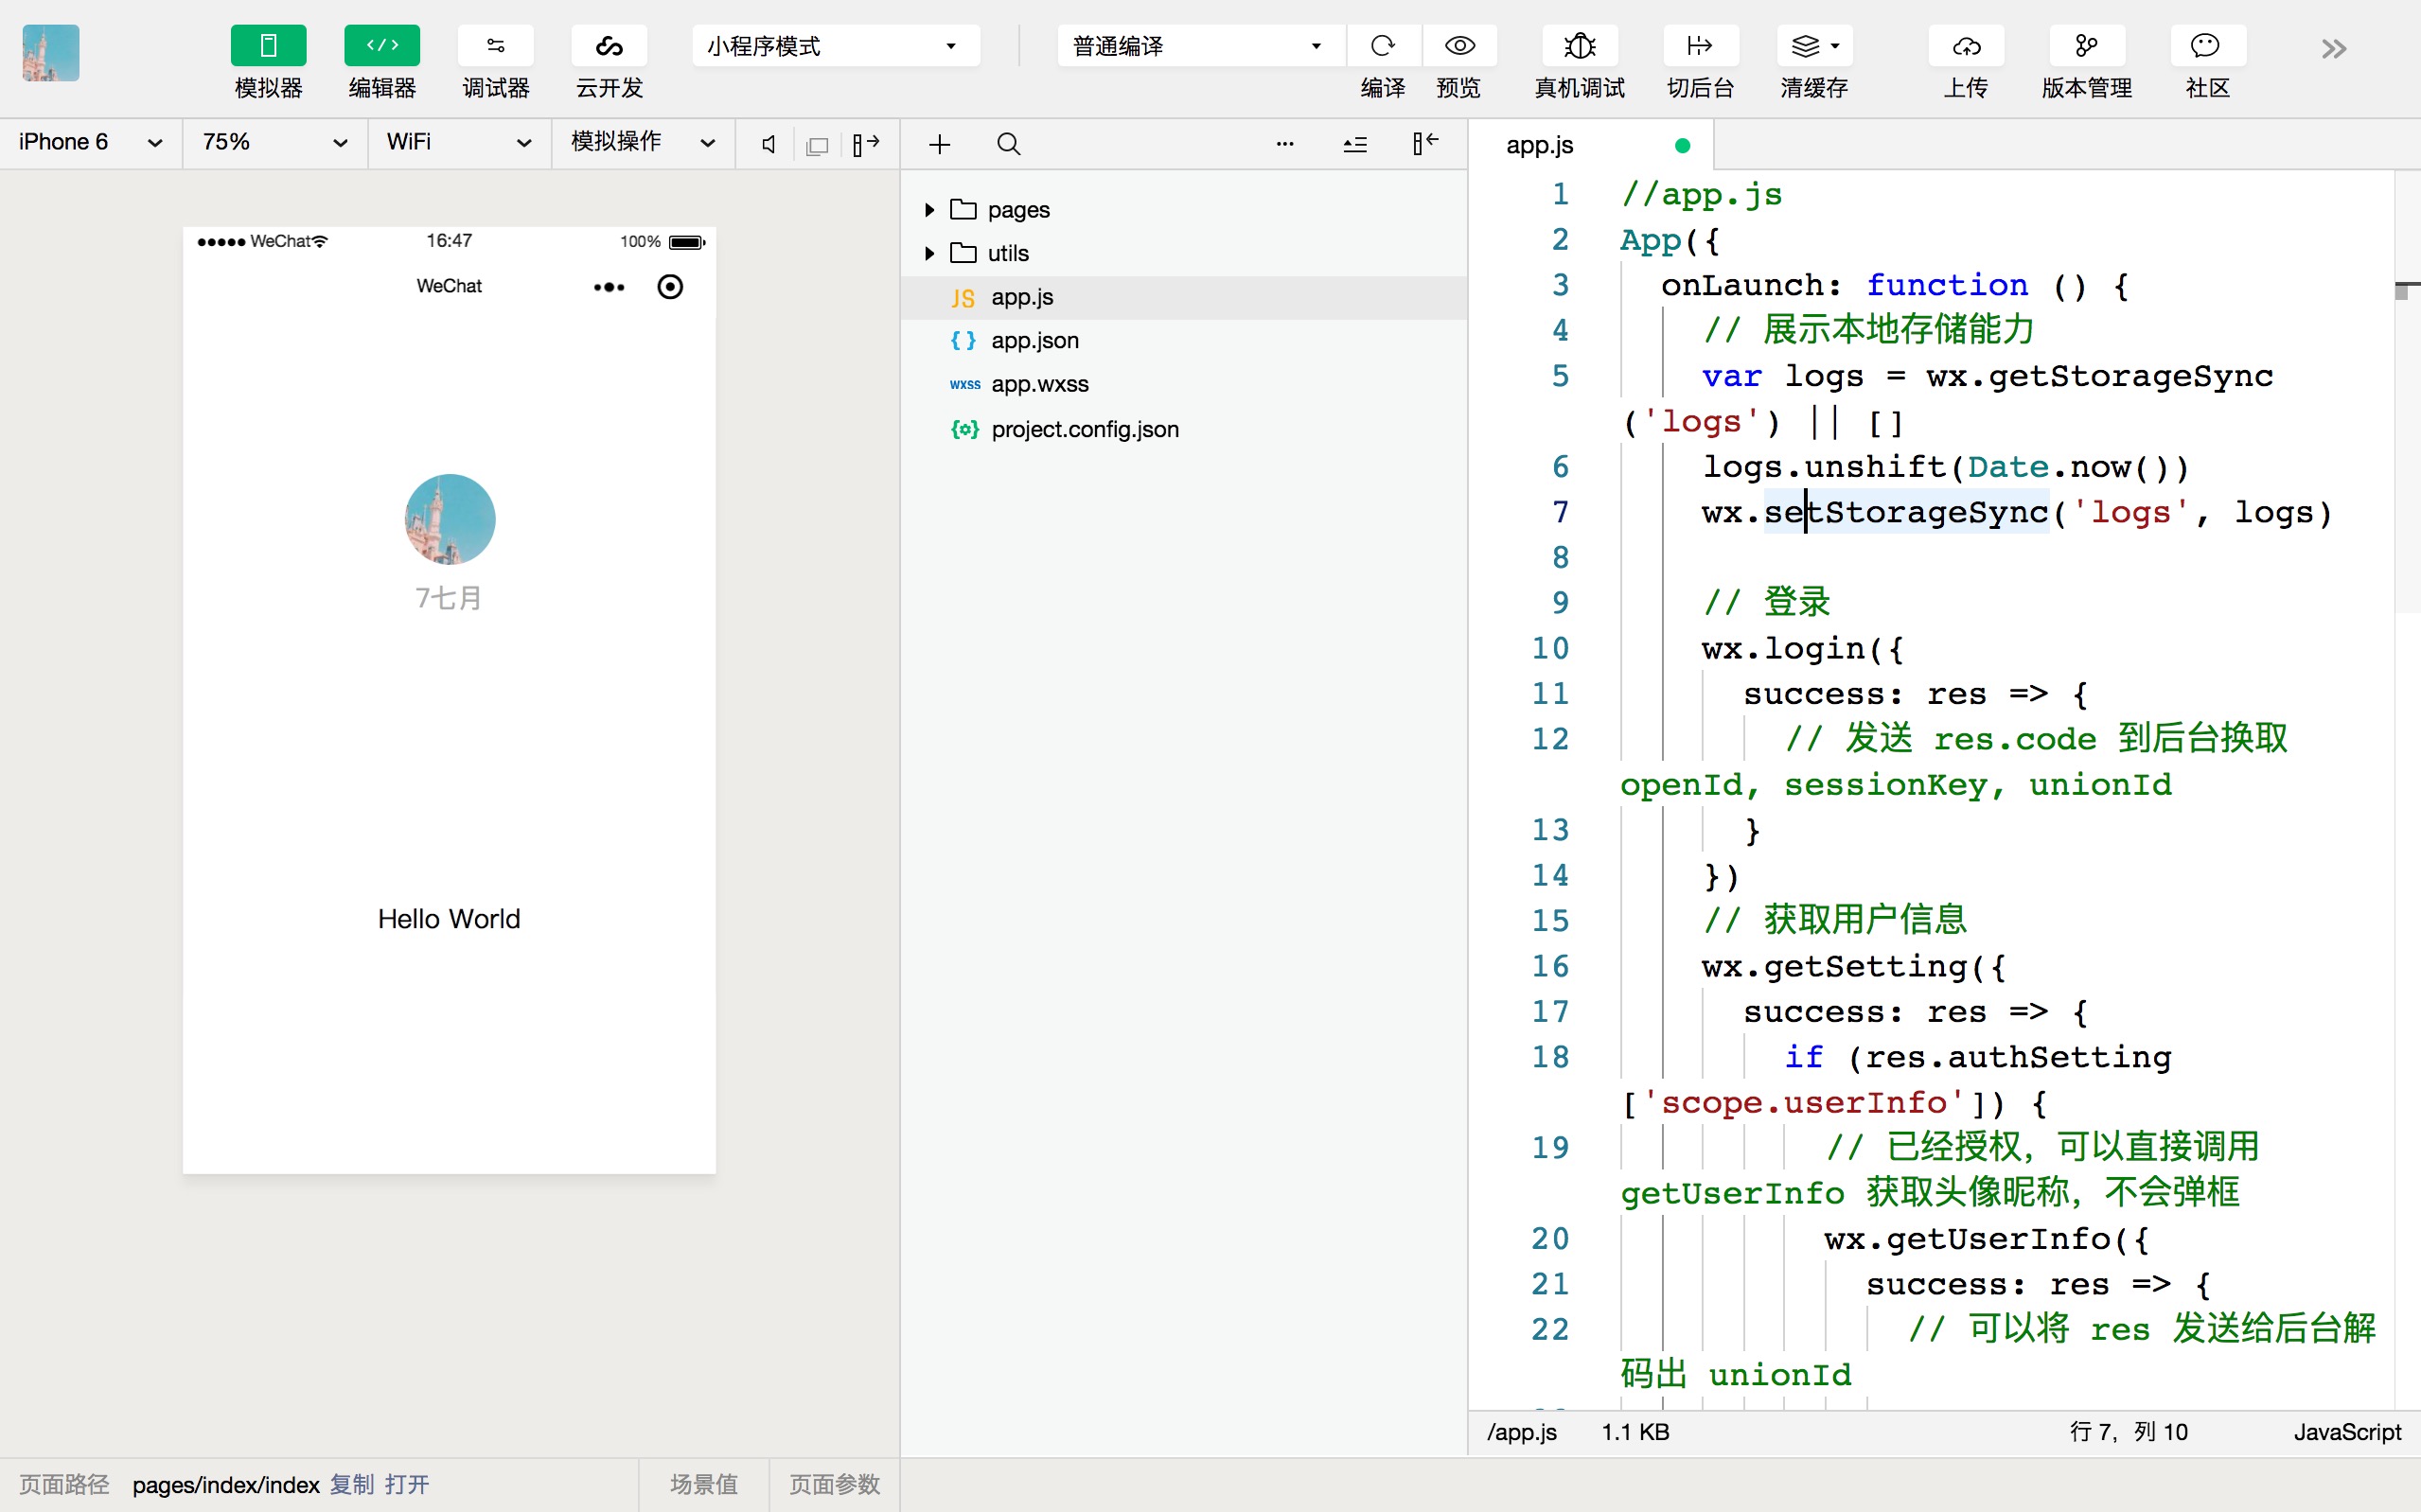 小程序模式
普通编译
模拟器 编辑器 调试器 云开发 编译 预览 真机调试 切后台 清缓存 上传 版本管理 社区
iPhone 6 75% WiFi 模拟操作
WeChat 16:47 100%
WeChat
7七月
Hello World
pages
utils
JS app.js
{ } app.json
wxss app.wxss
project.config.json
app.js
1 //app.js
2 App({
3 onLaunch: function () {
4 // 展示本地存储能力
5 var logs = wx.getStorageSync
('logs') || []
6 logs.unshift(Date.now())
7 wx.setStorageSync('logs', logs)
8
9 // 登录
10 wx.login({
11 success: res => {
12 // 发送 res.code 到后台换取
openId, sessionKey, unionId
13 }
14 })
15 // 获取用户信息
16 wx.getSetting({
17 success: res => {
18 if (res.authSetting
['scope.userInfo']) {
19 // 已经授权，可以直接调用
getUserInfo 获取头像昵称，不会弹框
20 wx.getUserInfo({
21 success: res => {
22 // 可以将 res 发送给后台解
码出 unionId
/app.js 1.1 KB 行 7，列 10 JavaScript
页面路径 pages/index/index 复制 打开 场景值 页面参数